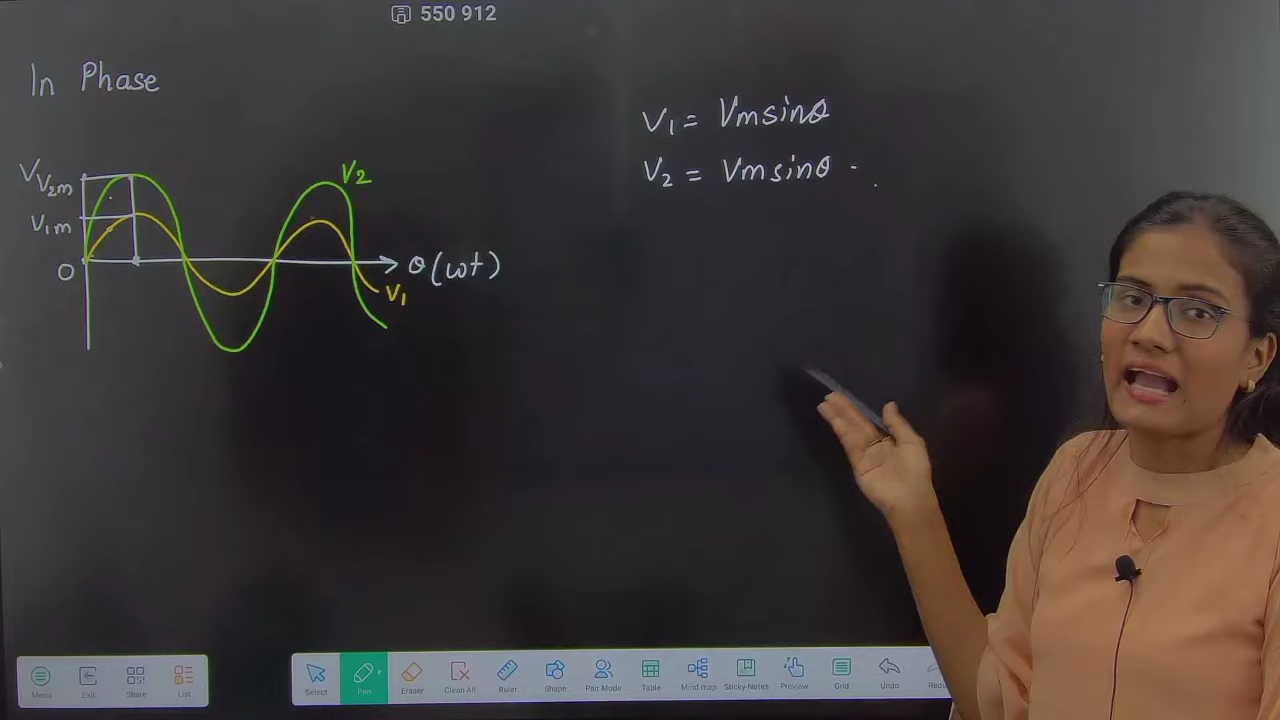 550 912
In Phase
V1 = Vmsinθ
V2 = Vmsinθ
V
V2m
V1m
0
V2
θ(ωt)
V1
Menu
Exit
Share
List
Select
Pen
Eraser
Clean All
Ruler
Shape
Pair Mode
Table
Mind map
Sticky-Notes
Preview
Grid
Undo